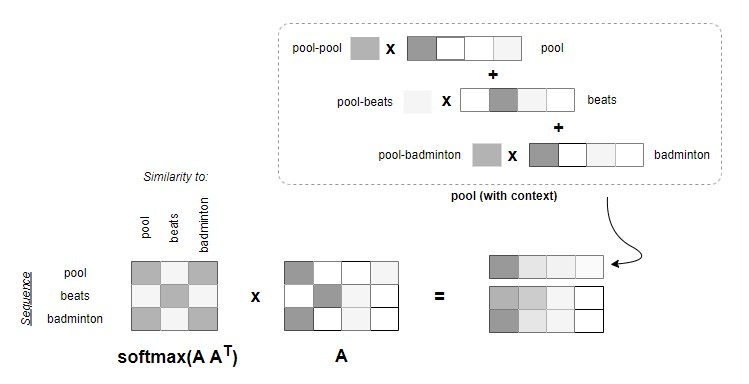 pool-pool x pool
+
pool-beats x beats
+
pool-badminton x badminton
pool (with context)
Similarity to:
pool beats badminton
Sequence
pool
beats
badminton
x
=
softmax(A Aᵀ)
A